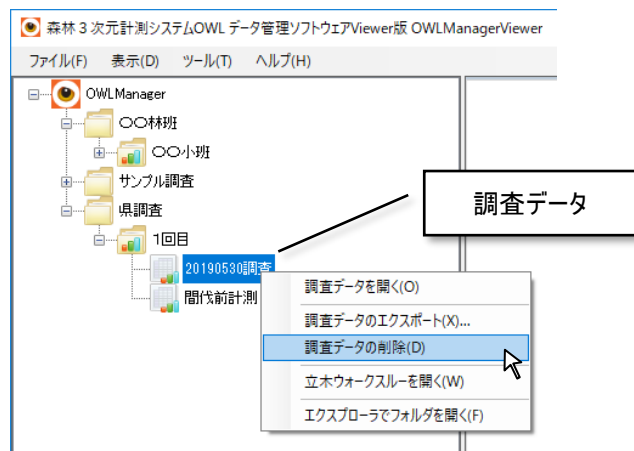 森林３次元計測システムOWL データ管理ソフトウェアViewer版 OWLManagerViewer
ファイル(F) 表示(D) ツール(T) ヘルプ(H)
OWLManager
〇〇林班
〇〇小班
サンプル調査
県調査
1回目
20190530調査
間伐前計測
調査データ
調査データを開く(O)
調査データのエクスポート(X)...
調査データの削除(D)
立木ウォークスルーを開く(W)
エクスプローラでフォルダを開く(F)